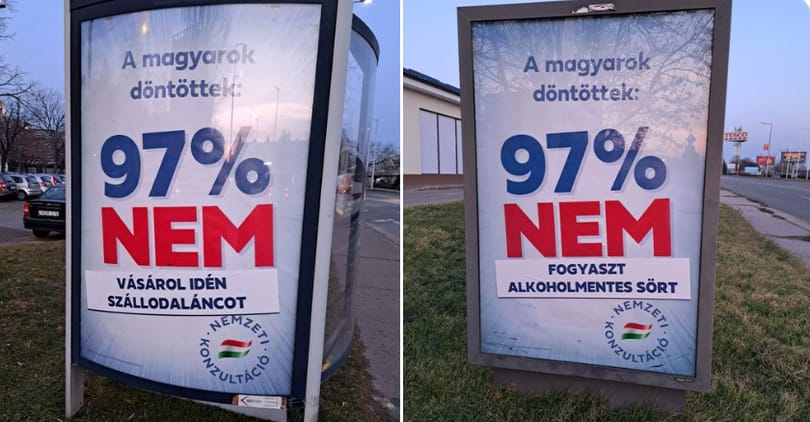 A magyarok
döntöttek:
97%
NEM
VÁSÁROL IDÉN
SZÁLLODALÁNCOT
NEMZETI
KONZULTÁCIÓ
A magyarok
döntöttek:
97%
NEM
FOGYASZT
ALKOHOLMENTES SÖRT
NEMZETI
KONZULTÁCIÓ
TESCO